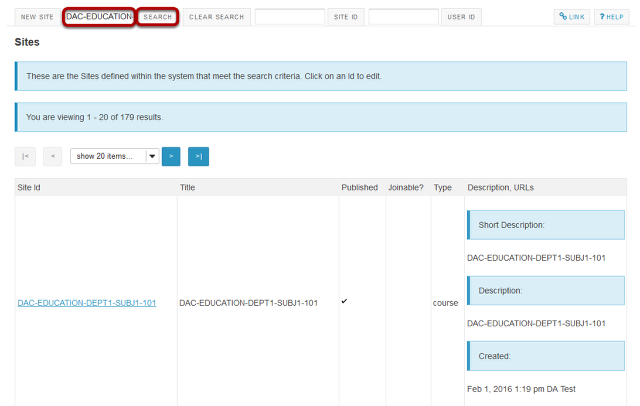 NEW SITE DAC-EDUCATION- SEARCH CLEAR SEARCH SITE ID USER ID LINK ? HELP
Sites
These are the Sites defined within the system that meet the search criteria. Click on an Id to edit.
You are viewing 1 - 20 of 179 results.
|< < show 20 items... > >|
Site Id Title Published Joinable? Type Description, URLs
Short Description:
DAC-EDUCATION-DEPT1-SUBJ1-101
Description:
DAC-EDUCATION-DEPT1-SUBJ1-101 DAC-EDUCATION-DEPT1-SUBJ1-101 ✔ course
DAC-EDUCATION-DEPT1-SUBJ1-101
Created:
Feb 1, 2016 1:19 pm DA Test